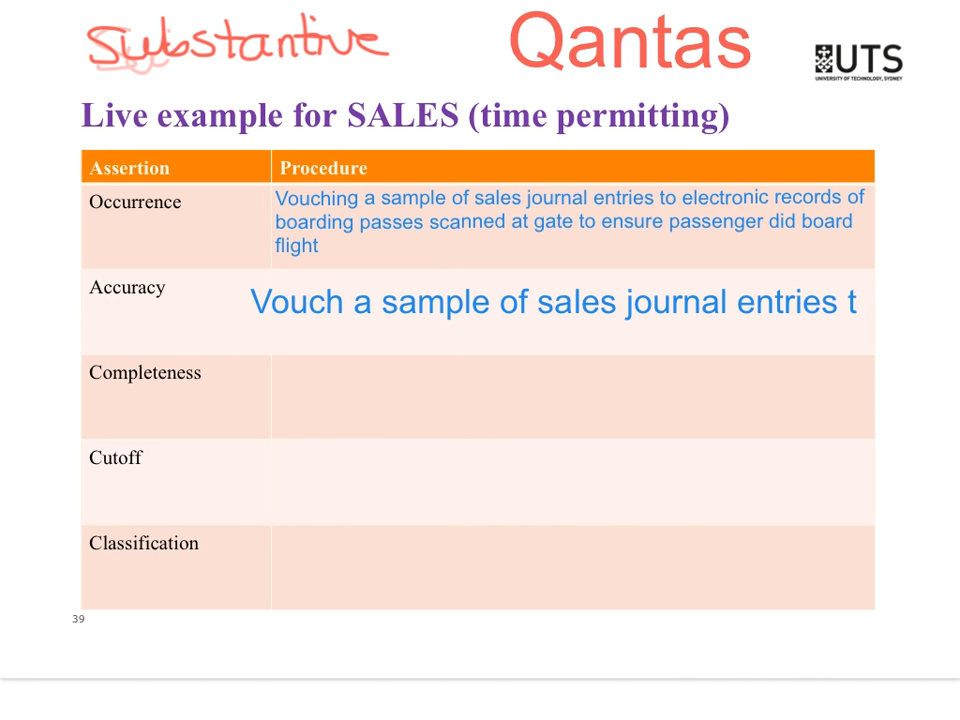 Substantive
Qantas
UTS
UNIVERSITY OF TECHNOLOGY, SYDNEY
Live example for SALES (time permitting)
Assertion Procedure
Occurrence
Vouching a sample of sales journal entries to electronic records of
boarding passes scanned at gate to ensure passenger did board
flight
Accuracy
Vouch a sample of sales journal entries t
Completeness
Cutoff
Classification
39